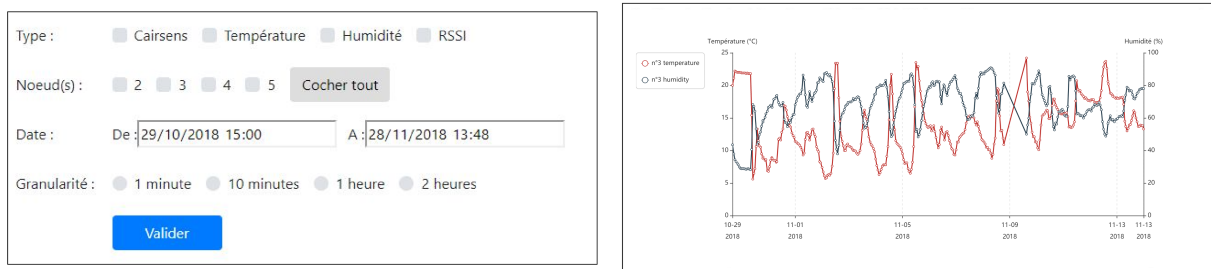 Type : Cairsens Température Humidité RSSI
Noeud(s) : 2 3 4 5 Cocher tout
Date : De : 29/10/2018 15:00 A : 28/11/2018 13:48
Granularité : 1 minute 10 minutes 1 heure 2 heures
Valider
Température (°C) Humidité (%)
n°3 temperature
n°3 humidity
25 100
20 80
15 60
10 40
5 20
0 0
10-29 11-01 11-05 11-09 11-13 11-13
2018 2018 2018 2018 2018 2018